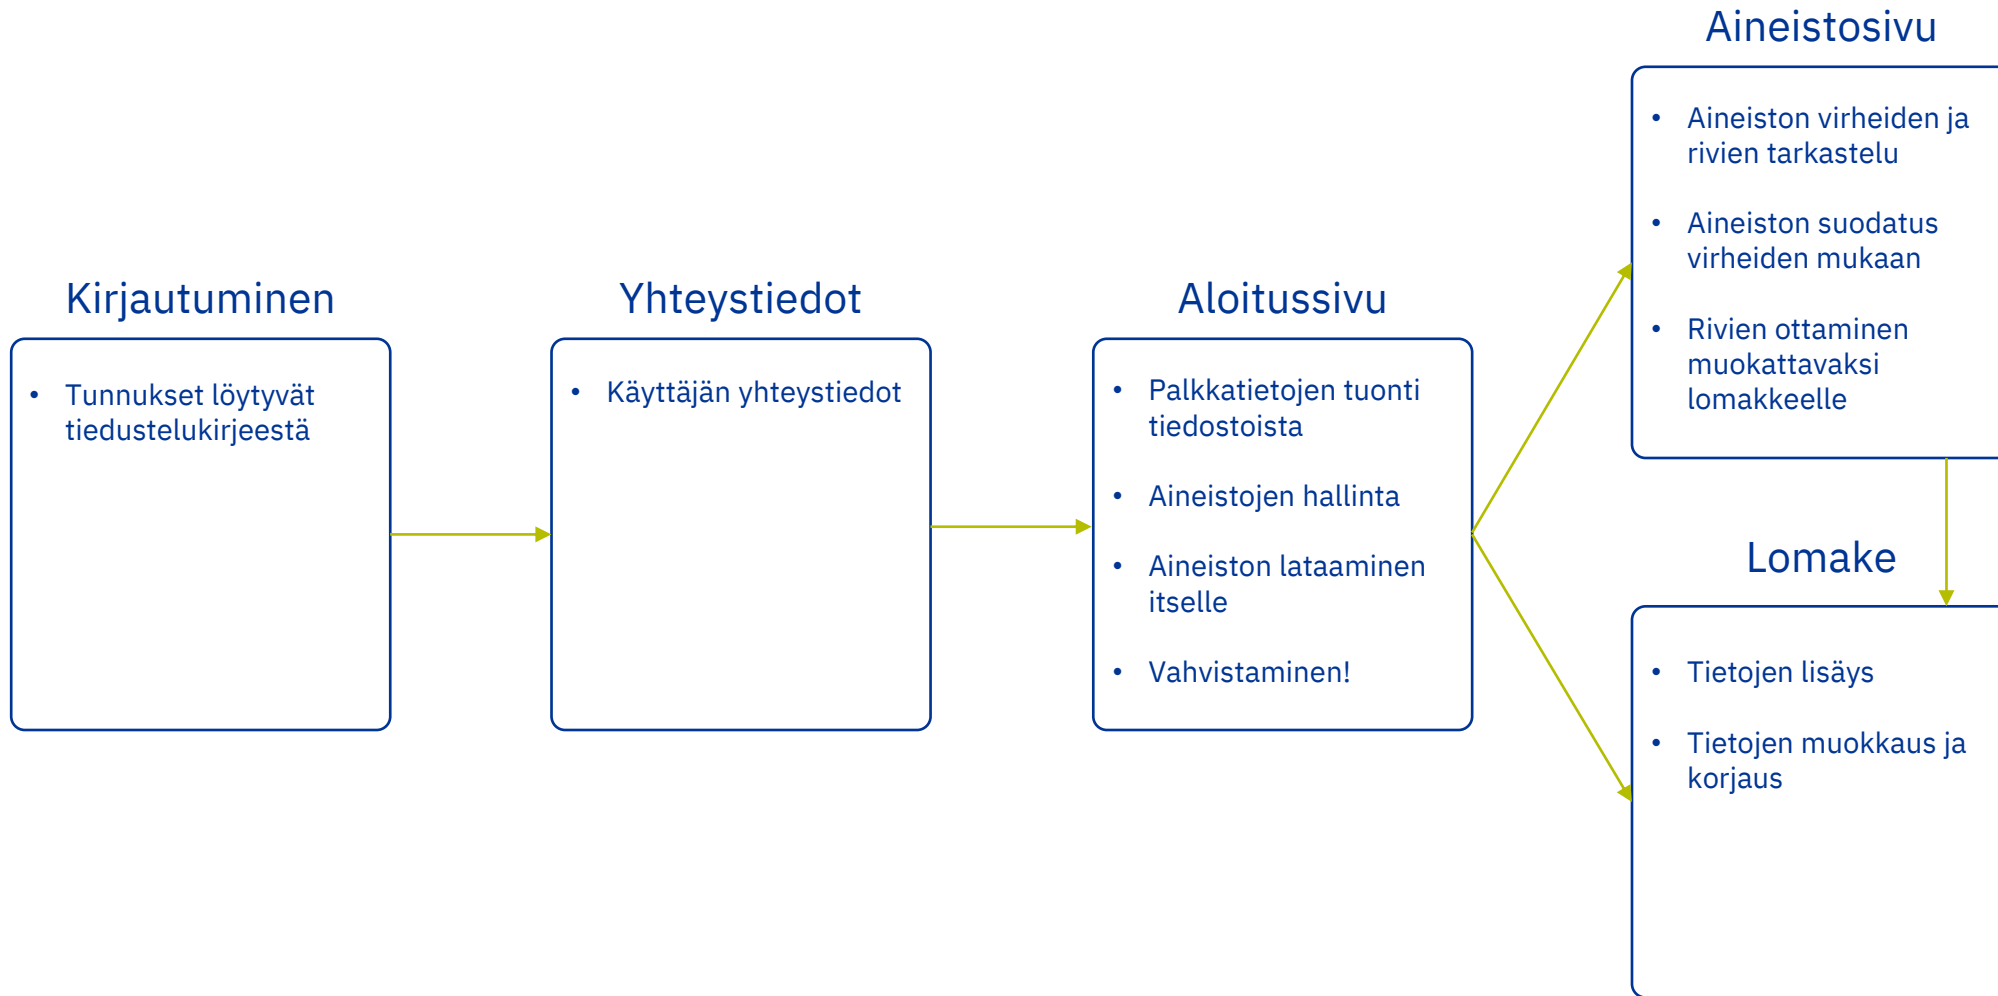 Kirjautuminen
• Tunnukset löytyvät
tiedustelukirjeestä
Yhteystiedot
• Käyttäjän yhteystiedot
Aloitussivu
• Palkkatietojen tuonti
tiedostoista
• Aineistojen hallinta
• Aineiston lataaminen
itselle
• Vahvistaminen!
Aineistosivu
• Aineiston virheiden ja
rivien tarkastelu
• Aineiston suodatus
virheiden mukaan
• Rivien ottaminen
muokattavaksi
lomakkeelle
Lomake
• Tietojen lisäys
• Tietojen muokkaus ja
korjaus